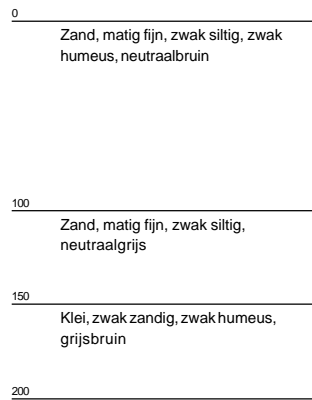 0
Zand, matig fijn, zwak siltig, zwak
humeus, neutraalbruin
100
Zand, matig fijn, zwak siltig,
neutraalgrijs
150
Klei, zwak zandig, zwak humeus,
grijsbruin
200